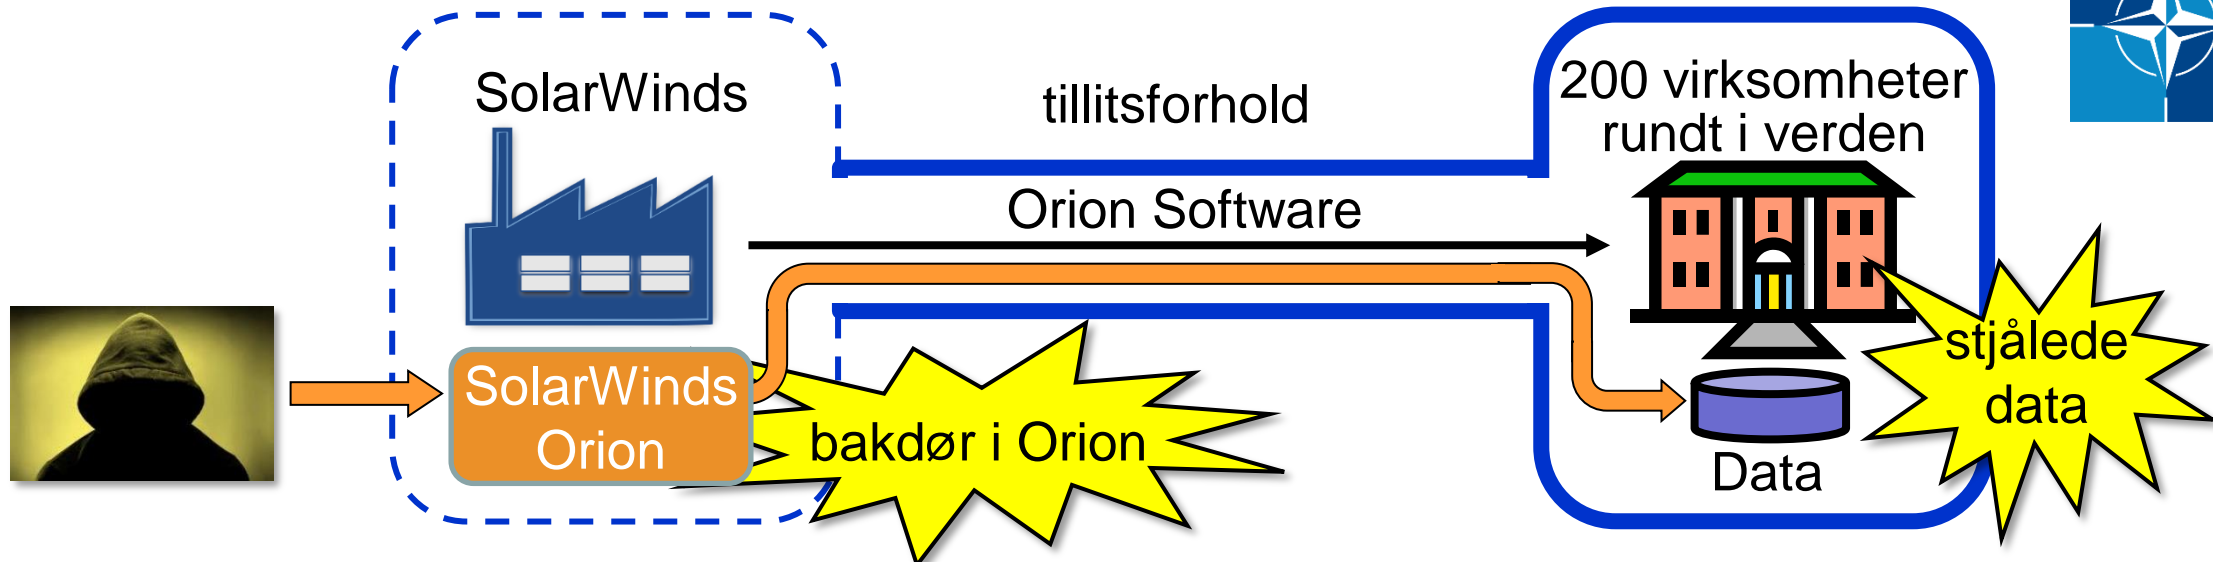 SolarWinds
tillitsforhold
200 virksomheter
rundt i verden
Orion Software
SolarWinds
Orion
bakdør i Orion
stjålede
data
Data